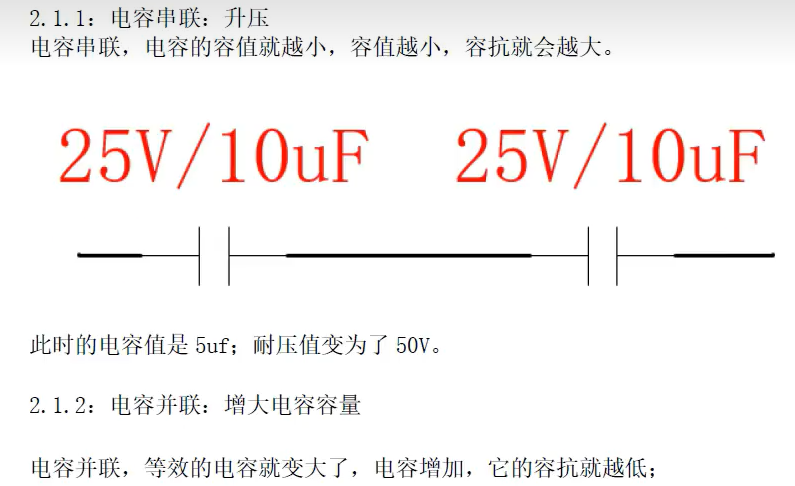 2.1.1: 电容串联: 升压
电容串联，电容的容值就越小，容值越小，容抗就会越大。
25V/10uF 25V/10uF
此时的电容值是 5uf；耐压值变为了 50V。
2.1.2: 电容并联: 增大电容容量
电容并联，等效的电容就变大了，电容增加，它的容抗就越低；